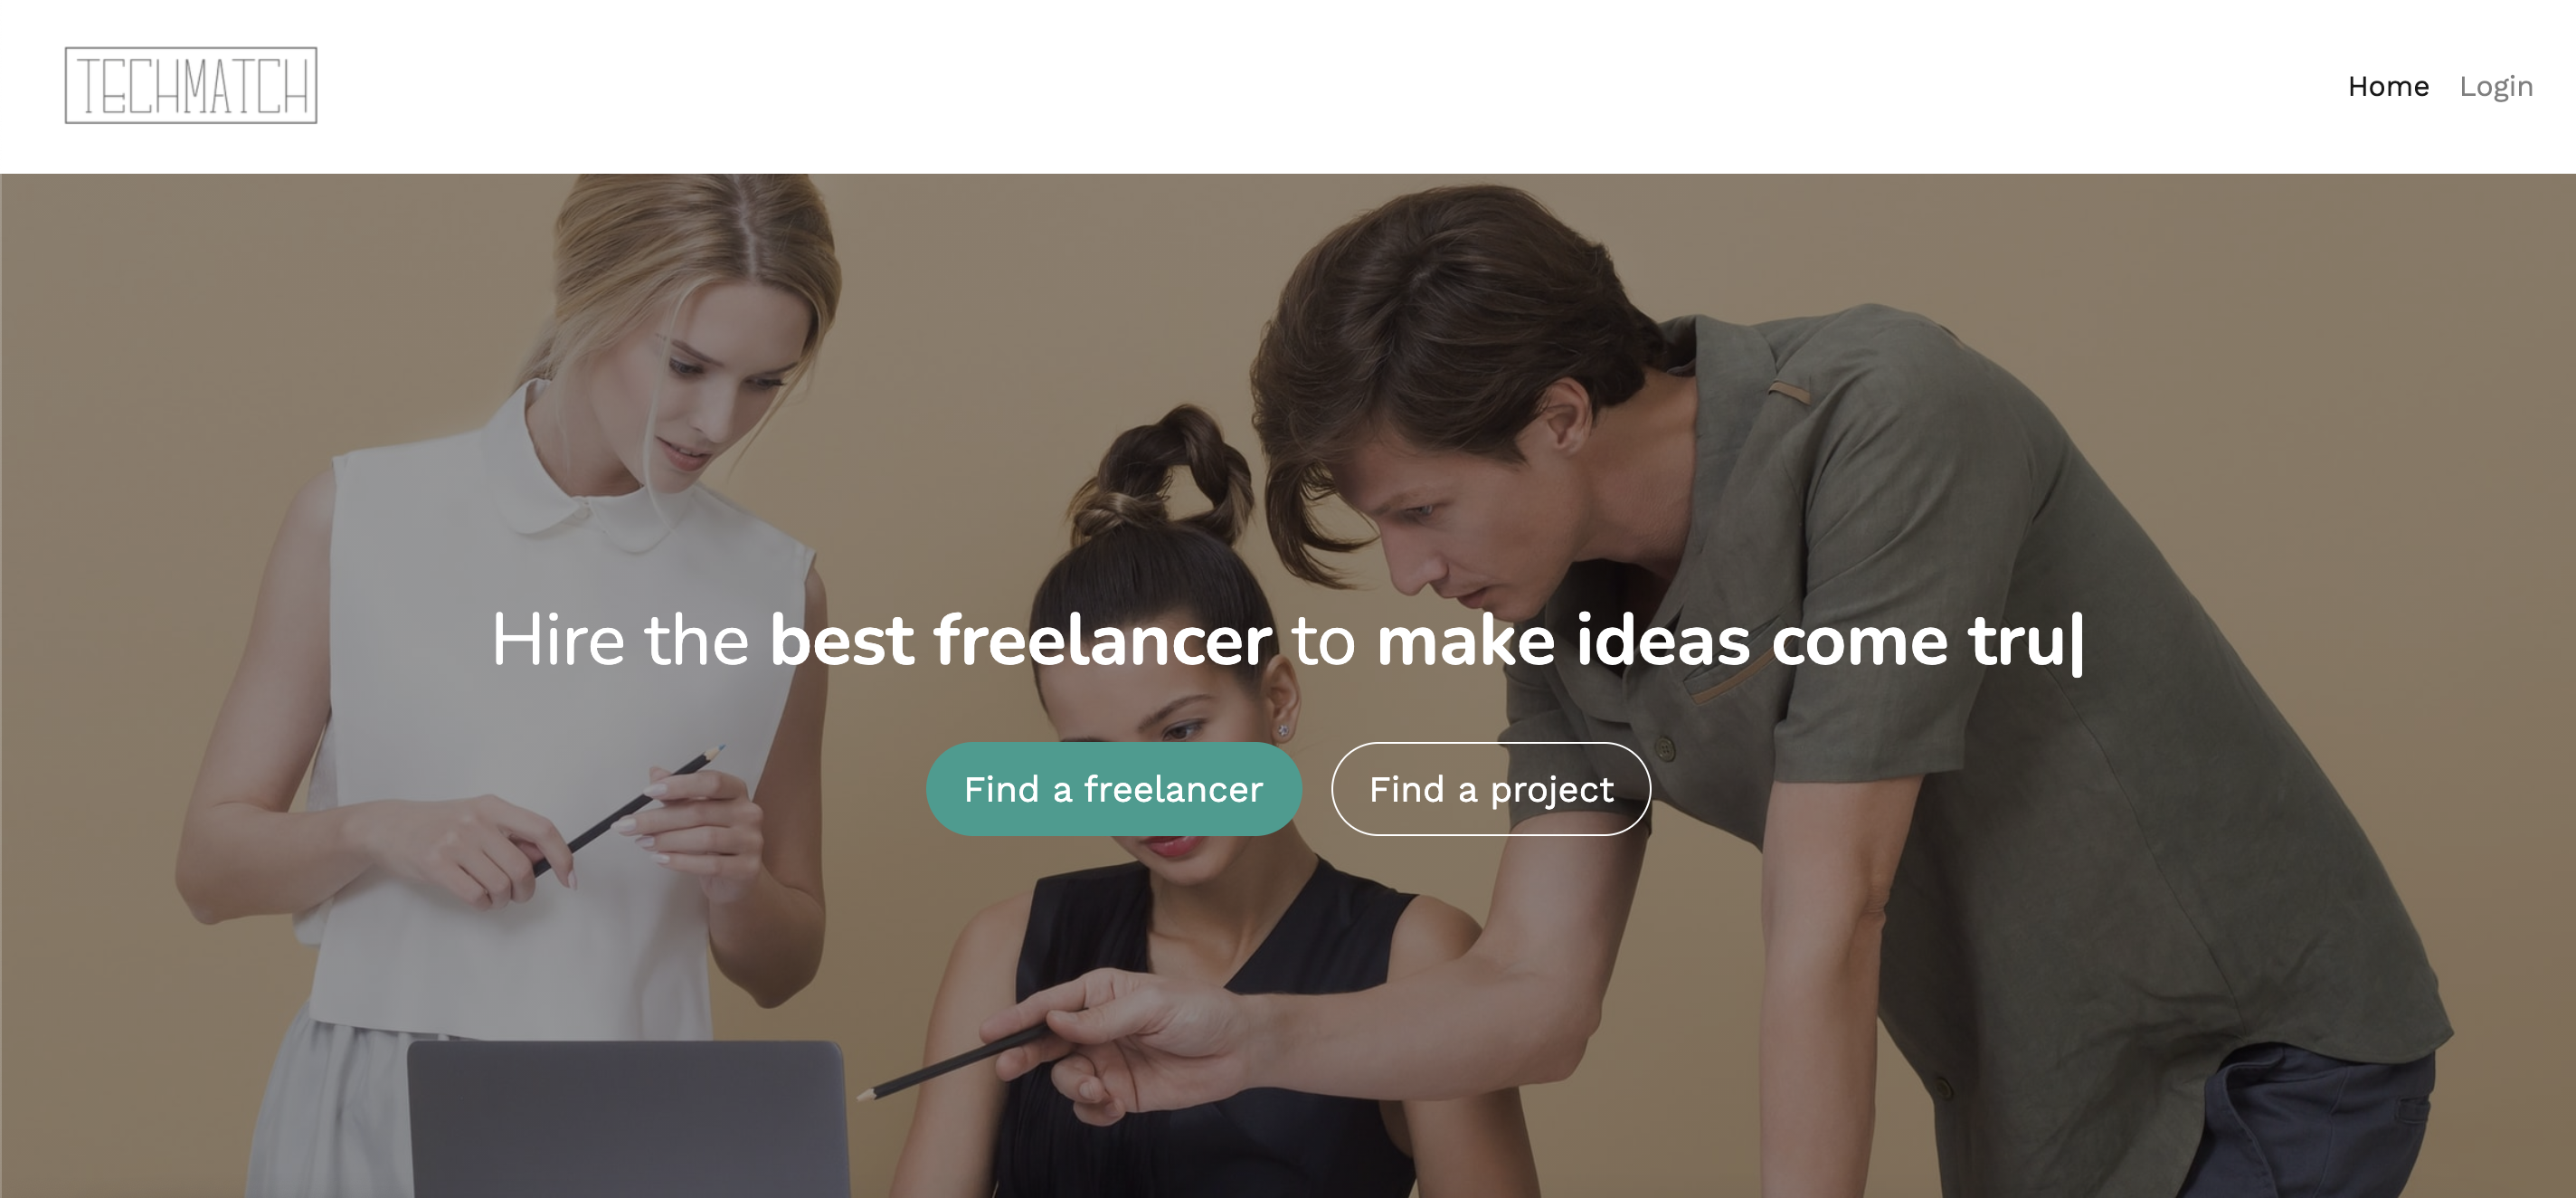 TECHMATCH
Home Login
Hire the best freelancer to make ideas come tru|
Find a freelancer Find a project